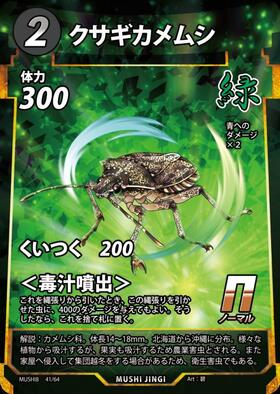 2 クサギカメムシ
体力
300
緑
青への
ダメージ
×2
くいつく 200
＜毒汁噴出＞
これを縄張りから引いたとき、この縄張りを引か
せた虫に、400のダメージを与えてもよい。そう
したなら、これを捨て札に置く。
ノーマル
解説：カメムシ科。体長14～18mm。北海道から沖縄に分布。様々な
植物から吸汁するが、果実も吸汁するため農業害虫とされる。また
家屋へ侵入して集団越冬をする場合があるため、衛生害虫でもある。
MUSHI8 41/64
MUSHI JINGI
Art：碧